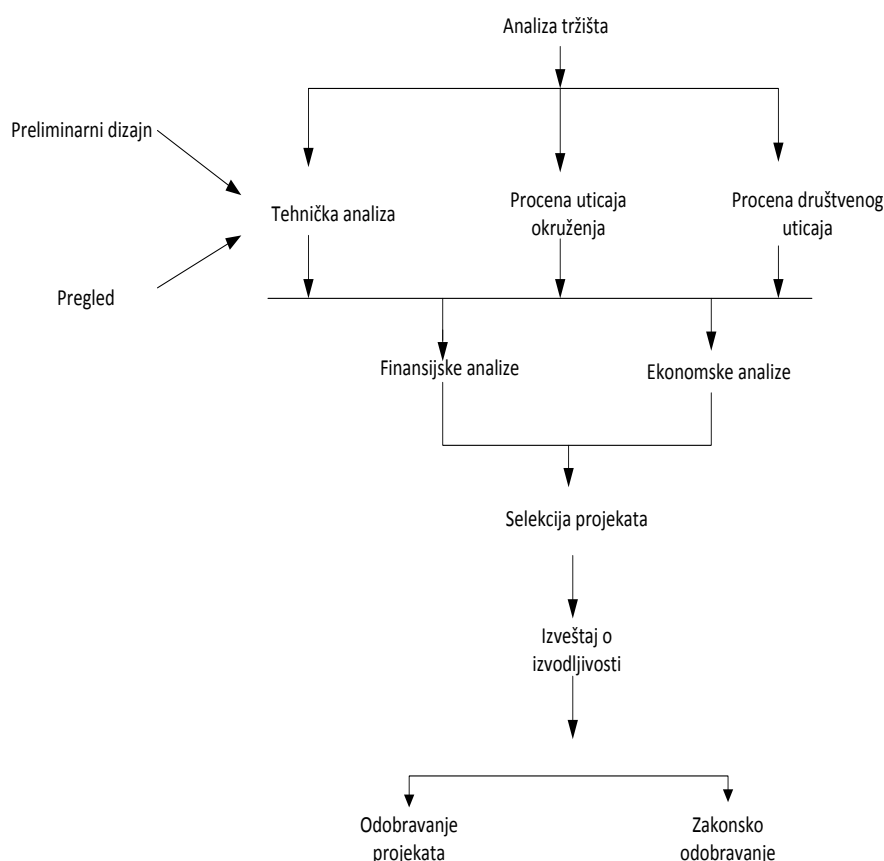 Analiza tržišta
Preliminarni dizajn
Tehnička analiza
Procena uticaja
okruženja
Procena društvenog
uticaja
Pregled
Finansijske analize
Ekonomske analize
Selekcija projekata
Izveštaj o
izvodljivosti
Odobravanje
projekata
Zakonsko
odobravanje